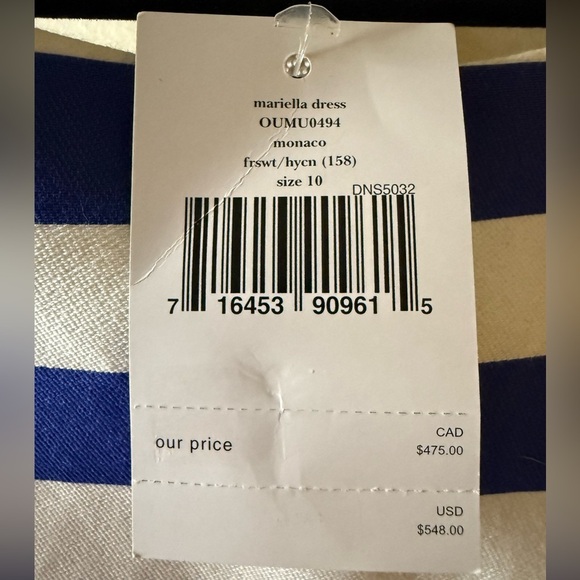 mariella dress
OUMU0494
monaco
frswt/hycn (158)
size 10
DNS5032
7 16453 90961 5
our price
CAD
$475.00
USD
$548.00